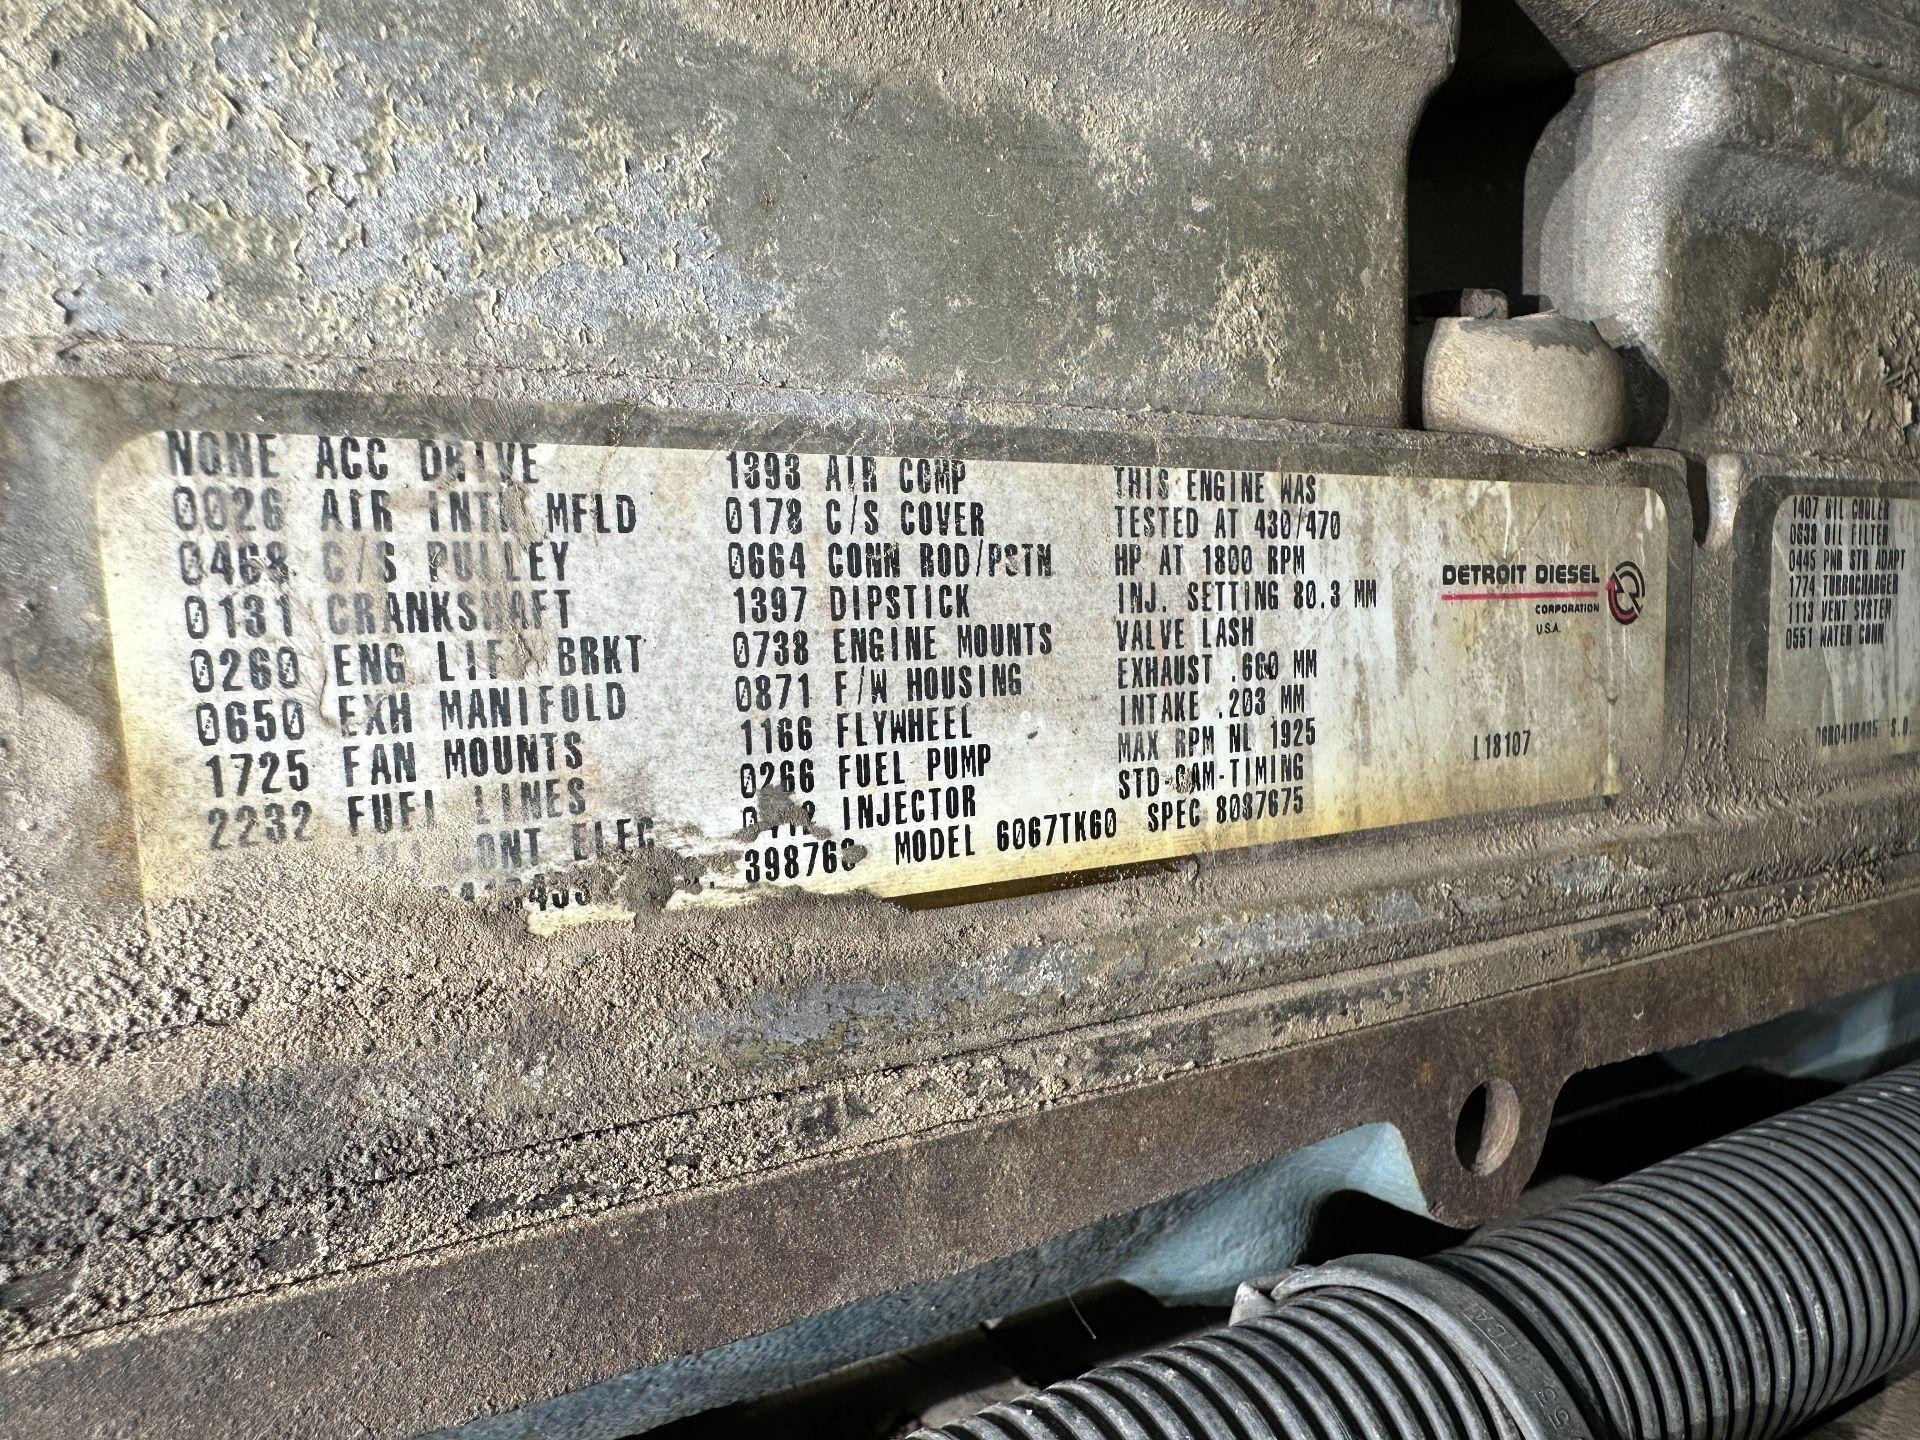 NONE ACC DRIVE
0026 AIR INTK MFLD
0468 C/S PULLEY
0131 CRANKSHAFT
0260 ENG LIFT BRKT
0650 EXH MANIFOLD
1725 FAN MOUNTS
2232 FUEL LINES
ELEC
1393 AIR COMP
0178 C/S COVER
0664 CONN ROD/PSTN
1397 DIPSTICK
0738 ENGINE MOUNTS
0871 F/W HOUSING
1166 FLYWHEEL
0266 FUEL PUMP
INJECTOR
MODEL 6067TK60 SPEC 8087675
THIS ENGINE WAS
TESTED AT 430/470
HP AT 1800 RPM
INJ. SETTING 80.3 MM
VALVE LASH
EXHAUST .660 MM
INTAKE .203 MM
MAX RPM NL 1925
STD-CAM-TIMING
DETROIT DIESEL
CORPORATION
U.S.A.
L18107
1407 OIL COOLER
0638 OIL FILTER
0445 PWR STR ADAPT
1774 TURBOCHARGER
1113 VENT SYSTEM
0551 WATER CONN
S.O.